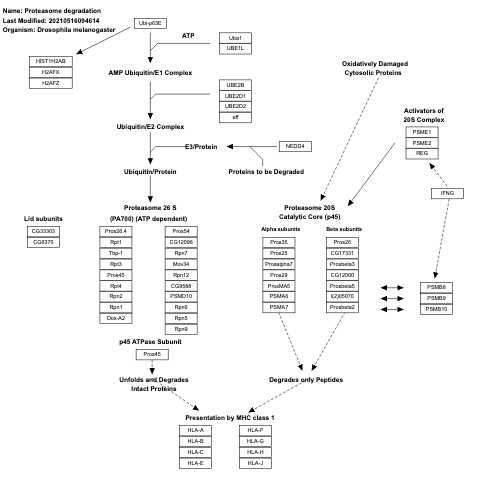 Name: Proteasome degradation
Last Modified: 20210516094614
Organism: Drosophila melanogaster
Ubi-p63E
ATP
Uba1
UBE1L
HIST1H2AB
H2AFX
H2AFZ
AMP Ubiquitin/E1 Complex
Oxidatively Damaged
Cytosolic Proteins
UBE2B
UBE2D1
UBE2D2
eff
Ubiquitin/E2 Complex
Activators of
20S Complex
PSME1
PSME2
REG
E3/Protein
NEDD4
Ubiquitin/Protein
Proteins to be Degraded
IFNG
Lid subunits
CG33303
CG6370
Proteasome 26 S
(PA700) (ATP dependent)
Pros26.4
Rpt1
Tbp-1
Rpt3
Pros45
Rpt4
Rpn2
Rpn1
Dox-A2
Pros54
CG12096
Rpn7
Mov34
Rpn12
CG9588
PSMD10
Rpn6
Rpn5
Rpn9
Proteasome 20S
Catalytic Core (p45)
Alpha subunits
Pros35
Pros25
Prosalpha7
Pros29
ProsMA5
PSMA6
PSMA7
Beta subunits
Pros26
CG17331
Prosbeta3
CG12000
Prosbeta5
l(2)05070
Prosbeta2
PSMB8
PSMB9
PSMB10
p45 ATPase Subunit
Pros45
Unfolds and Degrades
Intact Proteins
Degrades only Peptides
Presentation by MHC class 1
HLA-A
HLA-B
HLA-C
HLA-E
HLA-F
HLA-G
HLA-H
HLA-J